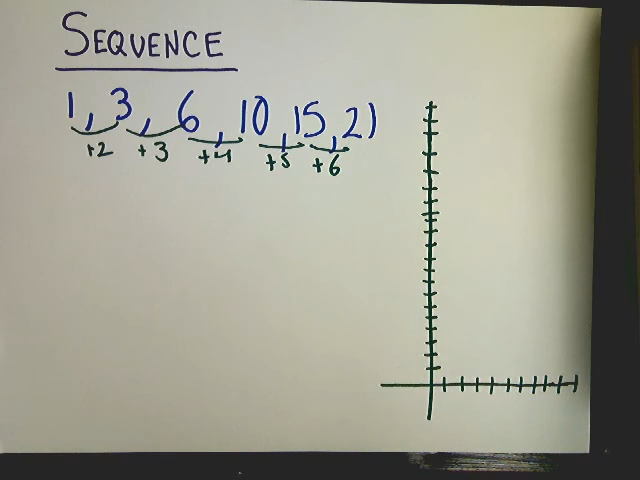 SEQUENCE
1, 3, 6, 10, 15, 21
+2 +3 +4 +5 +6